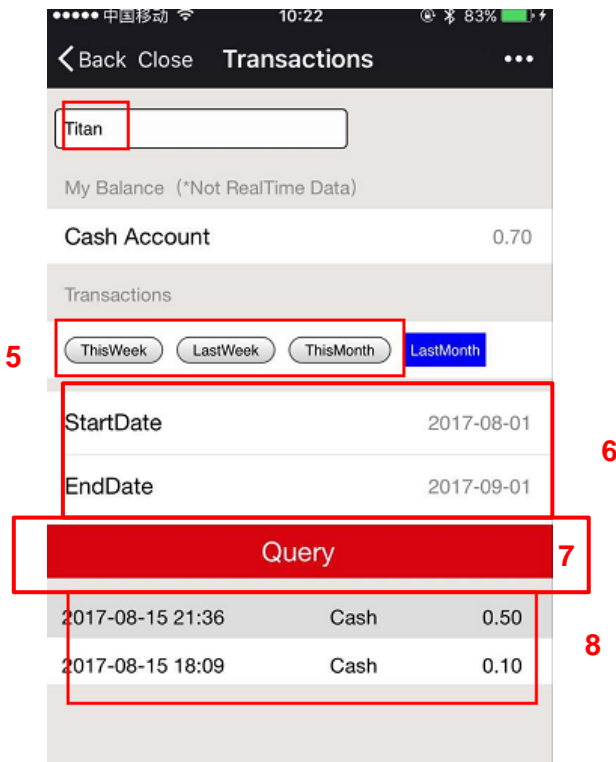 中国移动 10:22 83%
Back Close Transactions
Titan
My Balance（*Not RealTime Data）
Cash Account 0.70
Transactions
5 ThisWeek LastWeek ThisMonth LastMonth
StartDate 2017-08-01
6
EndDate 2017-09-01
Query 7
2017-08-15 21:36 Cash 0.50
8
2017-08-15 18:09 Cash 0.10